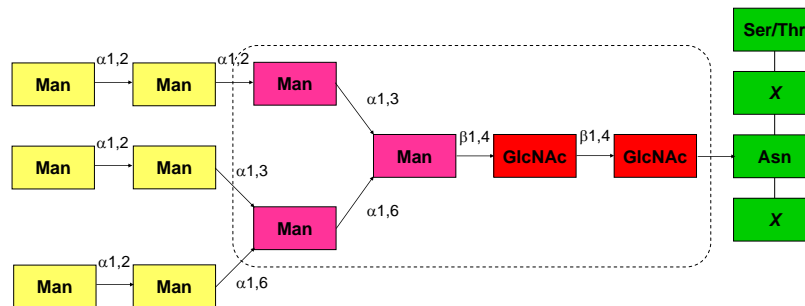 Ser/Thr
α1,2 α1,2
Man Man Man X
α1,3
α1,2 β1,4 β1,4
Man Man Man GlcNAc GlcNAc Asn
α1,3
α1,6
Man X
α1,2
α1,6
Man Man